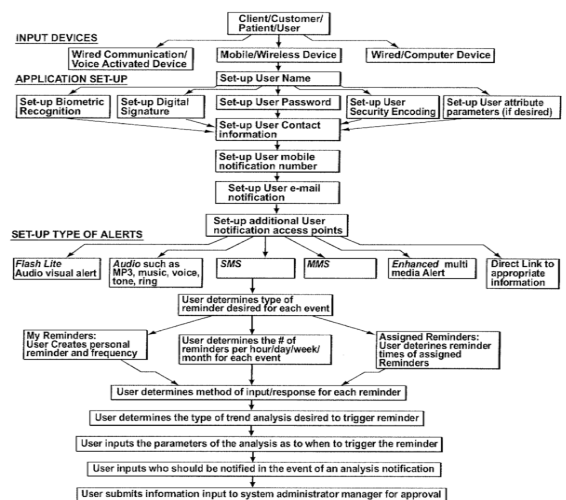 Client/Customer/
Patient/User
INPUT DEVICES
Wired Communication/
Voice Activated Device
Mobile/Wireless Device
Wired/Computer Device
APPLICATION SET-UP
Set-up User Name
Set-up Biometric
Recognition
Set-up Digital
Signature
Set-up User Password
Set-up User
Security Encoding
Set-up User attribute
parameters (if desired)
Set-up User Contact
information
Set-up User mobile
notification number
Set-up User e-mail
notification
Set-up additional User
notification access points
SET-UP TYPE OF ALERTS
Flash Lite
Audio visual alert
Audio such as
MP3, music, voice,
tone, ring
SMS
MMS
Enhanced multi
media Alert
Direct Link to
appropriate
information
User determines type of
reminder desired for each event
My Reminders:
User Creates personal
reminder and frequency
User determines the # of
reminders per hour/day/week/
month for each event
Assigned Reminders:
User deterines reminder
times of assigned
Reminders
User determines method of input/response for each reminder
User determines the type of trend analysis desired to trigger reminder
User inputs the parameters of the analysis as to when to trigger the reminder
User inputs who should be notified in the event of an analysis notification
User submits information input to system administrator manager for approval